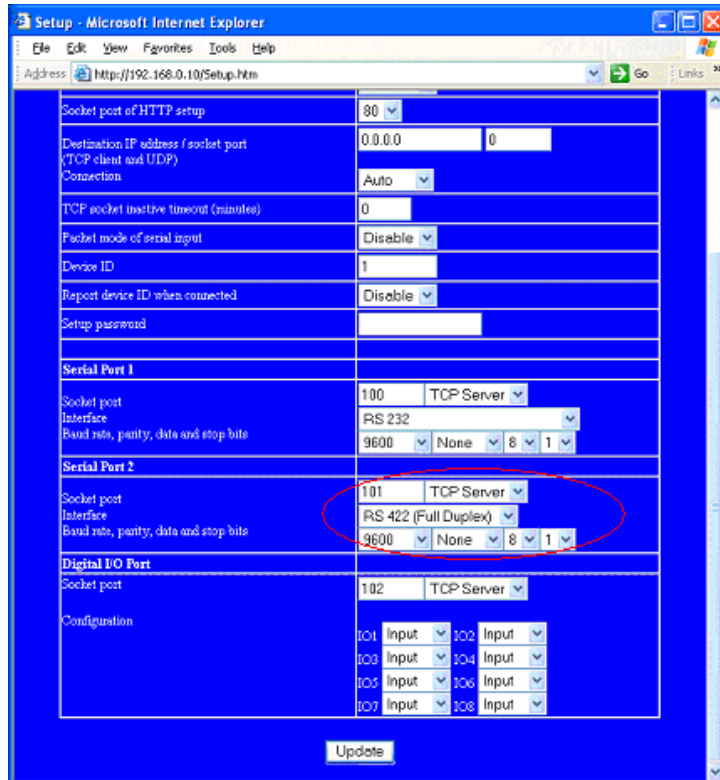 Setup - Microsoft Internet Explorer
File Edit View Favorites Tools Help
Address http://192.168.0.10/Setup.htm Go Links »
Socket port of HTTP setup 80
Destination IP address / socket port 0.0.0.0 0
(TCP client and UDP)
Connection Auto
TCP socket inactive timeout (minutes) 0
Packet mode of serial input Disable
Device ID 1
Report device ID when connected Disable
Setup password
Serial Port 1
Socket port 100 TCP Server
Interface RS 232
Baud rate, parity, data and stop bits 9600 None 8 1
Serial Port 2
Socket port 101 TCP Server
Interface RS 422 (Full Duplex)
Baud rate, parity, data and stop bits 9600 None 8 1
Digital I/O Port
Socket port 102 TCP Server
Configuration
IO1 Input IO2 Input
IO3 Input IO4 Input
IO5 Input IO6 Input
IO7 Input IO8 Input
Update